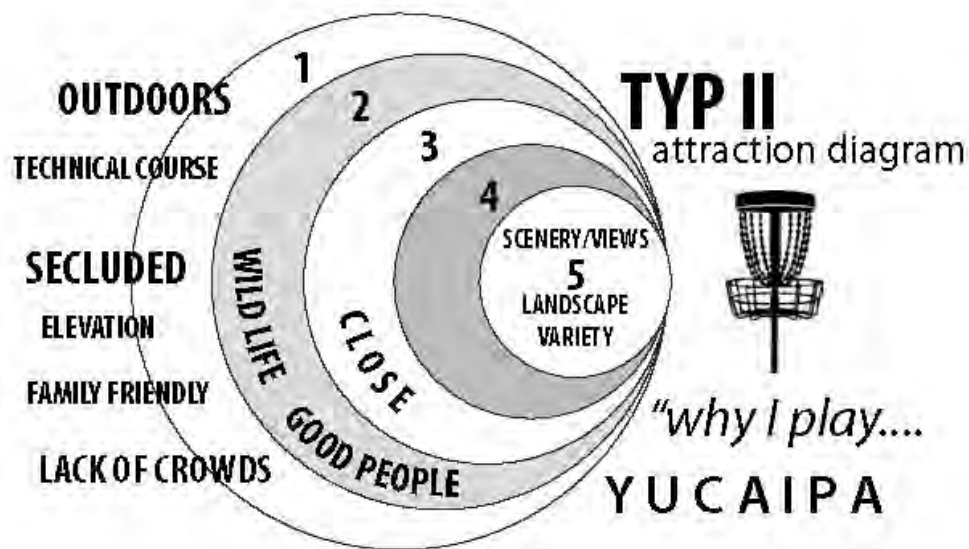 OUTDOORS
TECHNICAL COURSE
SECLUDED
ELEVATION
FAMILY FRIENDLY
LACK OF CROWDS
1
2
3
4
WILD LIFE
GOOD PEOPLE
CLOSE
SCENERY/VIEWS
5
LANDSCAPE
VARIETY
TYP II
attraction diagram
"why I play....
YUCAIPA